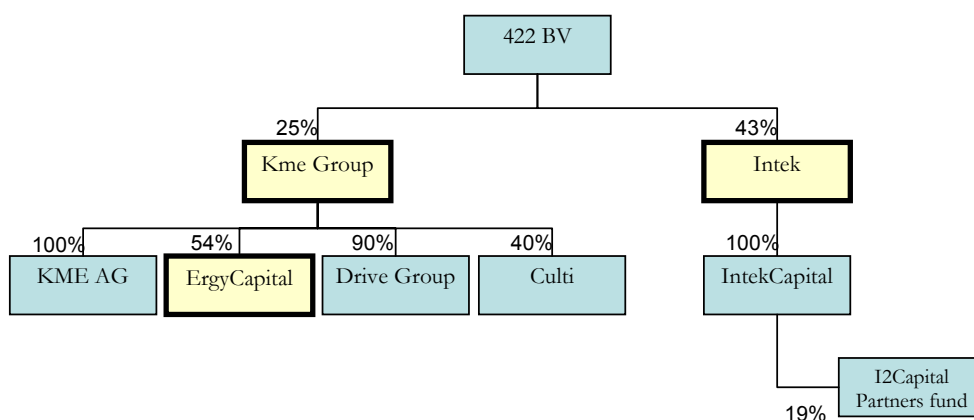 422 BV
25%
43%
Kme Group
Intek
100%
54%
90%
40%
100%
KME AG
ErgyCapital
Drive Group
Culti
IntekCapital
I2Capital
Partners fund
19%